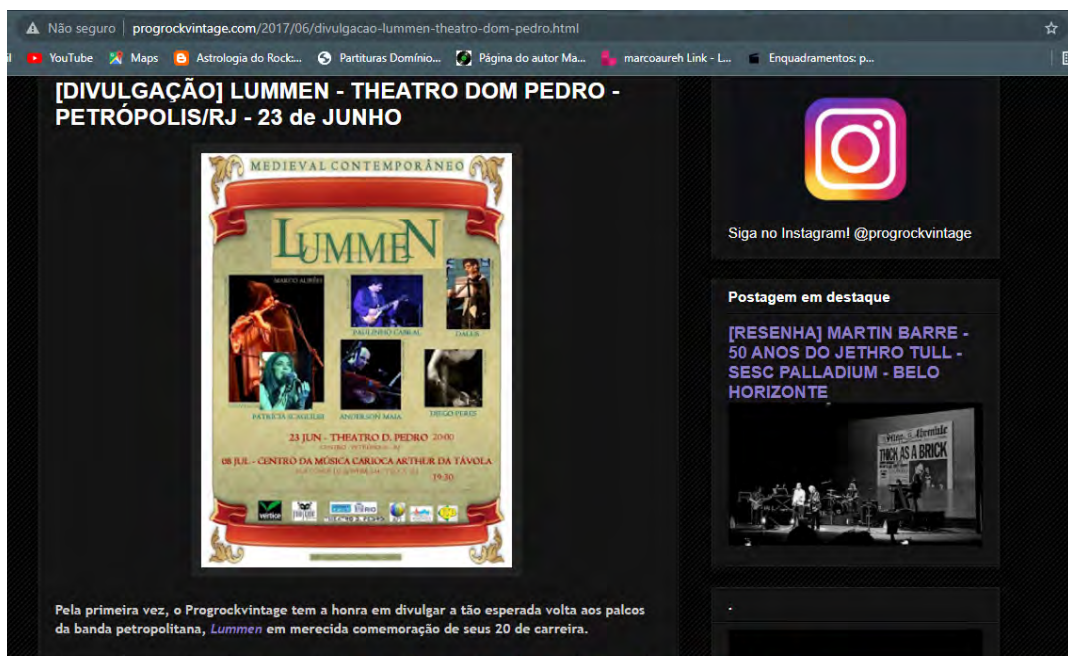 Não seguro | progrockvintage.com/2017/06/divulgacao-lummen-theatro-dom-pedro.html
YouTube Maps Astrologia do Rock:... Partituras Domínio... Página do autor Ma... marcoaureh Link - L... Enquadramentos: p...
[DIVULGAÇÃO] LUMMEN - THEATRO DOM PEDRO -
PETRÓPOLIS/RJ - 23 de JUNHO
MEDIEVAL CONTEMPORÂNEO
LUMMEN
PAULINHO CABRAL
ANDERSON MAIA
DIEGO PERES
23 JUN - THEATRO D. PEDRO 20:00
08 JUL - CENTRO DA MÚSICA CARIOCA ARTHUR DA TÁVOLA
19:30
vértice
RIO
Pela primeira vez, o Progrockvintage tem a honra em divulgar a tão esperada volta aos palcos
da banda petropolitana, Lummen em merecida comemoração de seus 20 de carreira.
Siga no Instagram! @progrockvintage
Postagem em destaque
[RESENHA] MARTIN BARRE -
50 ANOS DO JETHRO TULL -
SESC PALLADIUM - BELO
HORIZONTE
THICK AS A BRICK